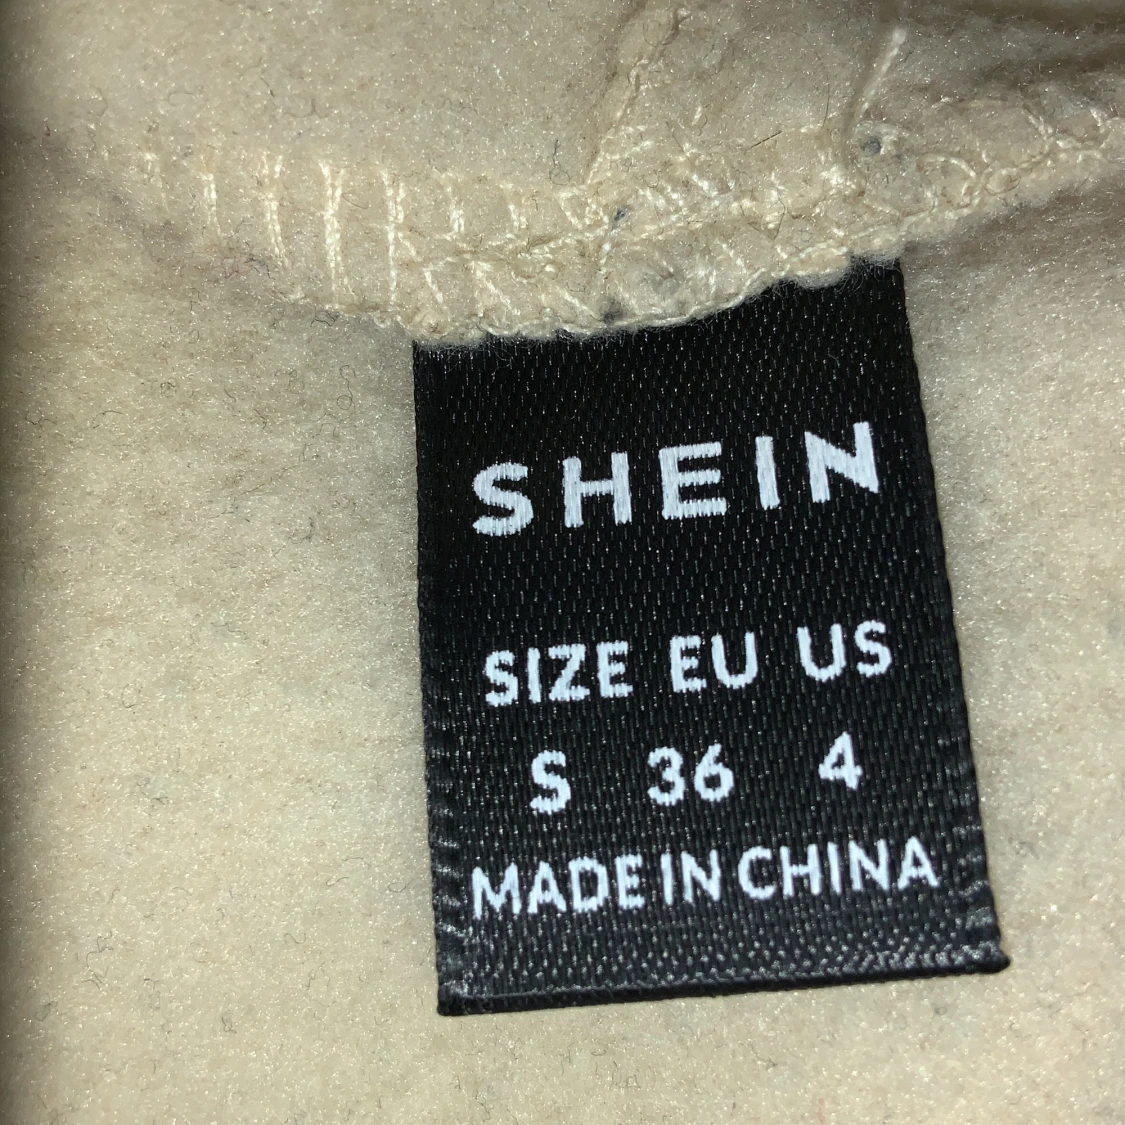 SHEIN
SIZE EU US
S 36 4
MADE IN CHINA